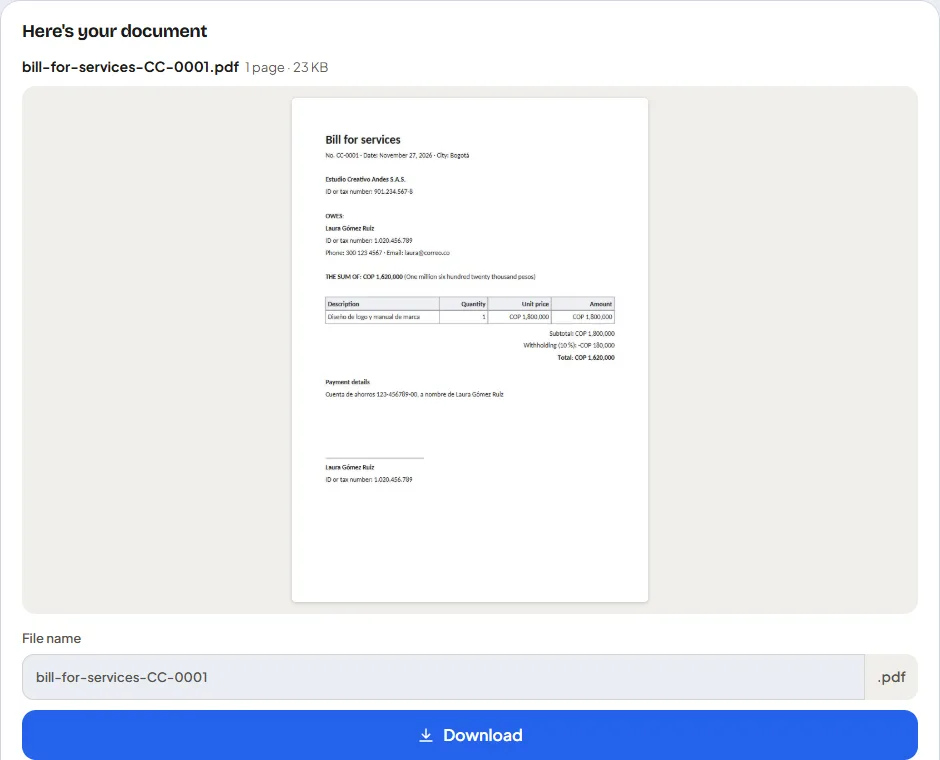 Here's your document
bill-for-services-CC-0001.pdf 1 page · 23 KB
Bill for services
No. CC-0001 · Date: November 27, 2026 · City: Bogotá
Estudio Creativo Andes S.A.S.
ID or tax number: 901.234.567-8
OWES:
Laura Gómez Ruiz
ID or tax number: 1.020.456.789
Phone: 300 123 4567 · Email: laura@correo.co
THE SUM OF: COP 1,620,000 (One million six hundred twenty thousand pesos)
Description Quantity Unit price Amount
Diseño de logo y manual de marca 1 COP 1,800,000 COP 1,800,000
Subtotal: COP 1,800,000
Withholding (10 %): -COP 180,000
Total: COP 1,620,000
Payment details
Cuenta de ahorros 123-456789-00, a nombre de Laura Gómez Ruiz
Laura Gómez Ruiz
ID or tax number: 1.020.456.789
File name
bill-for-services-CC-0001 .pdf
Download